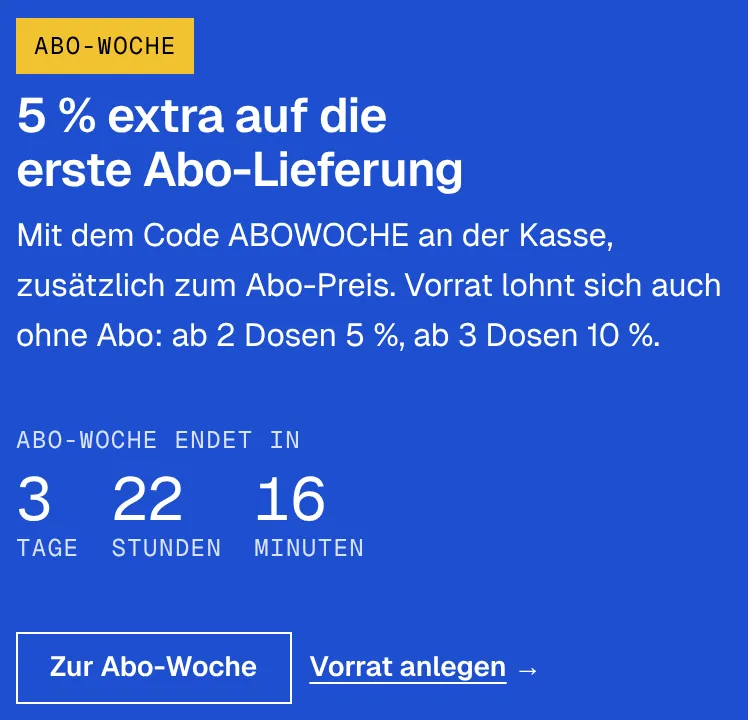 ABO-WOCHE
5 % extra auf die
erste Abo-Lieferung
Mit dem Code ABOWOCHE an der Kasse,
zusätzlich zum Abo-Preis. Vorrat lohnt sich auch
ohne Abo: ab 2 Dosen 5 %, ab 3 Dosen 10 %.
ABO-WOCHE ENDET IN
3 22 16
TAGE STUNDEN MINUTEN
Zur Abo-Woche Vorrat anlegen →